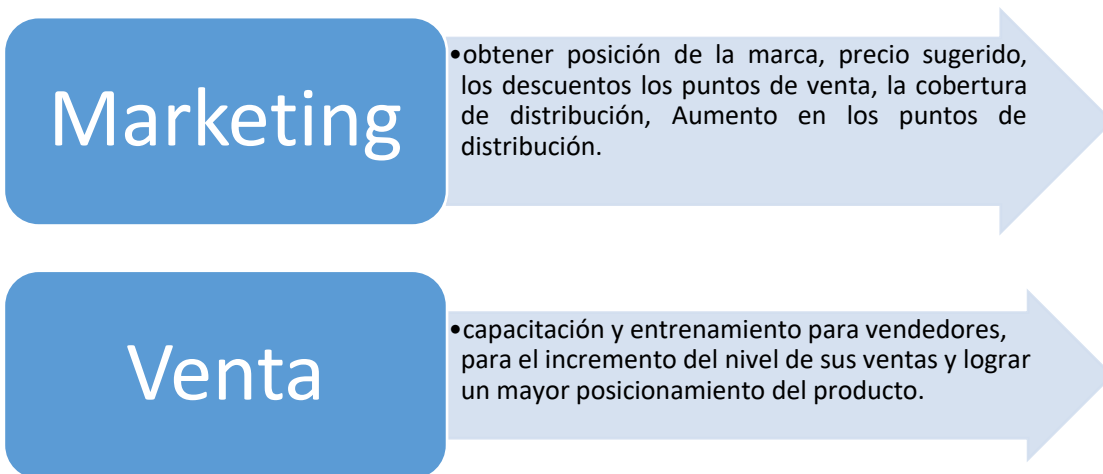 Marketing
•obtener posición de la marca, precio sugerido,
los descuentos los puntos de venta, la cobertura
de distribución, Aumento en los puntos de
distribución.
Venta
•capacitación y entrenamiento para vendedores,
para el incremento del nivel de sus ventas y lograr
un mayor posicionamiento del producto.